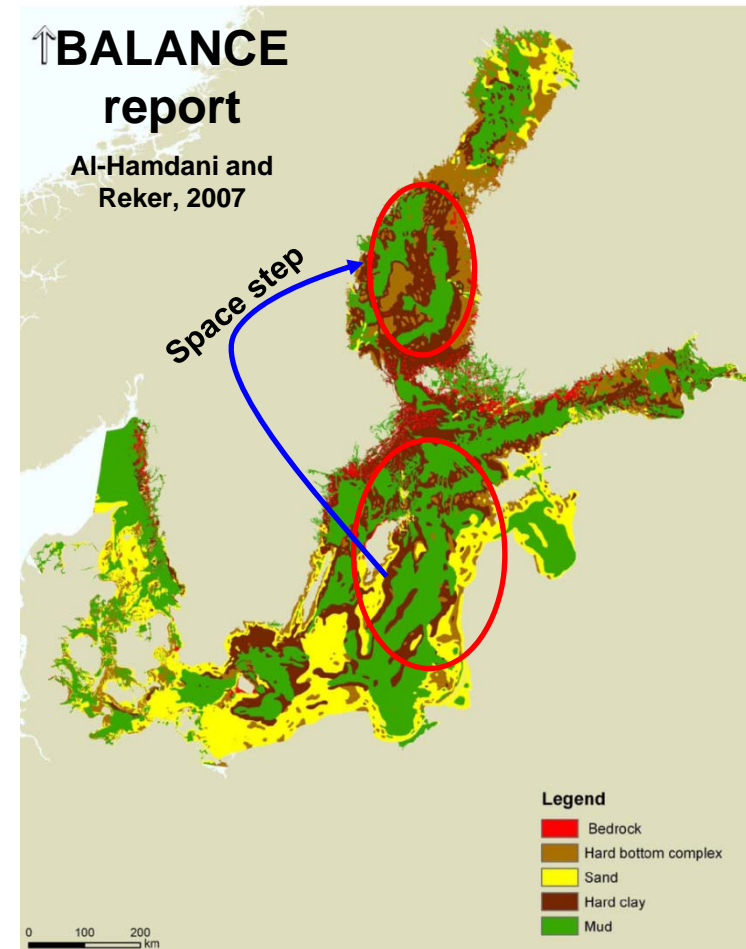 ⇑BALANCE
report
Al-Hamdani and
Reker, 2007
Space step
Legend
Bedrock
Hard bottom complex
Sand
Hard clay
Mud
0 100 200
km